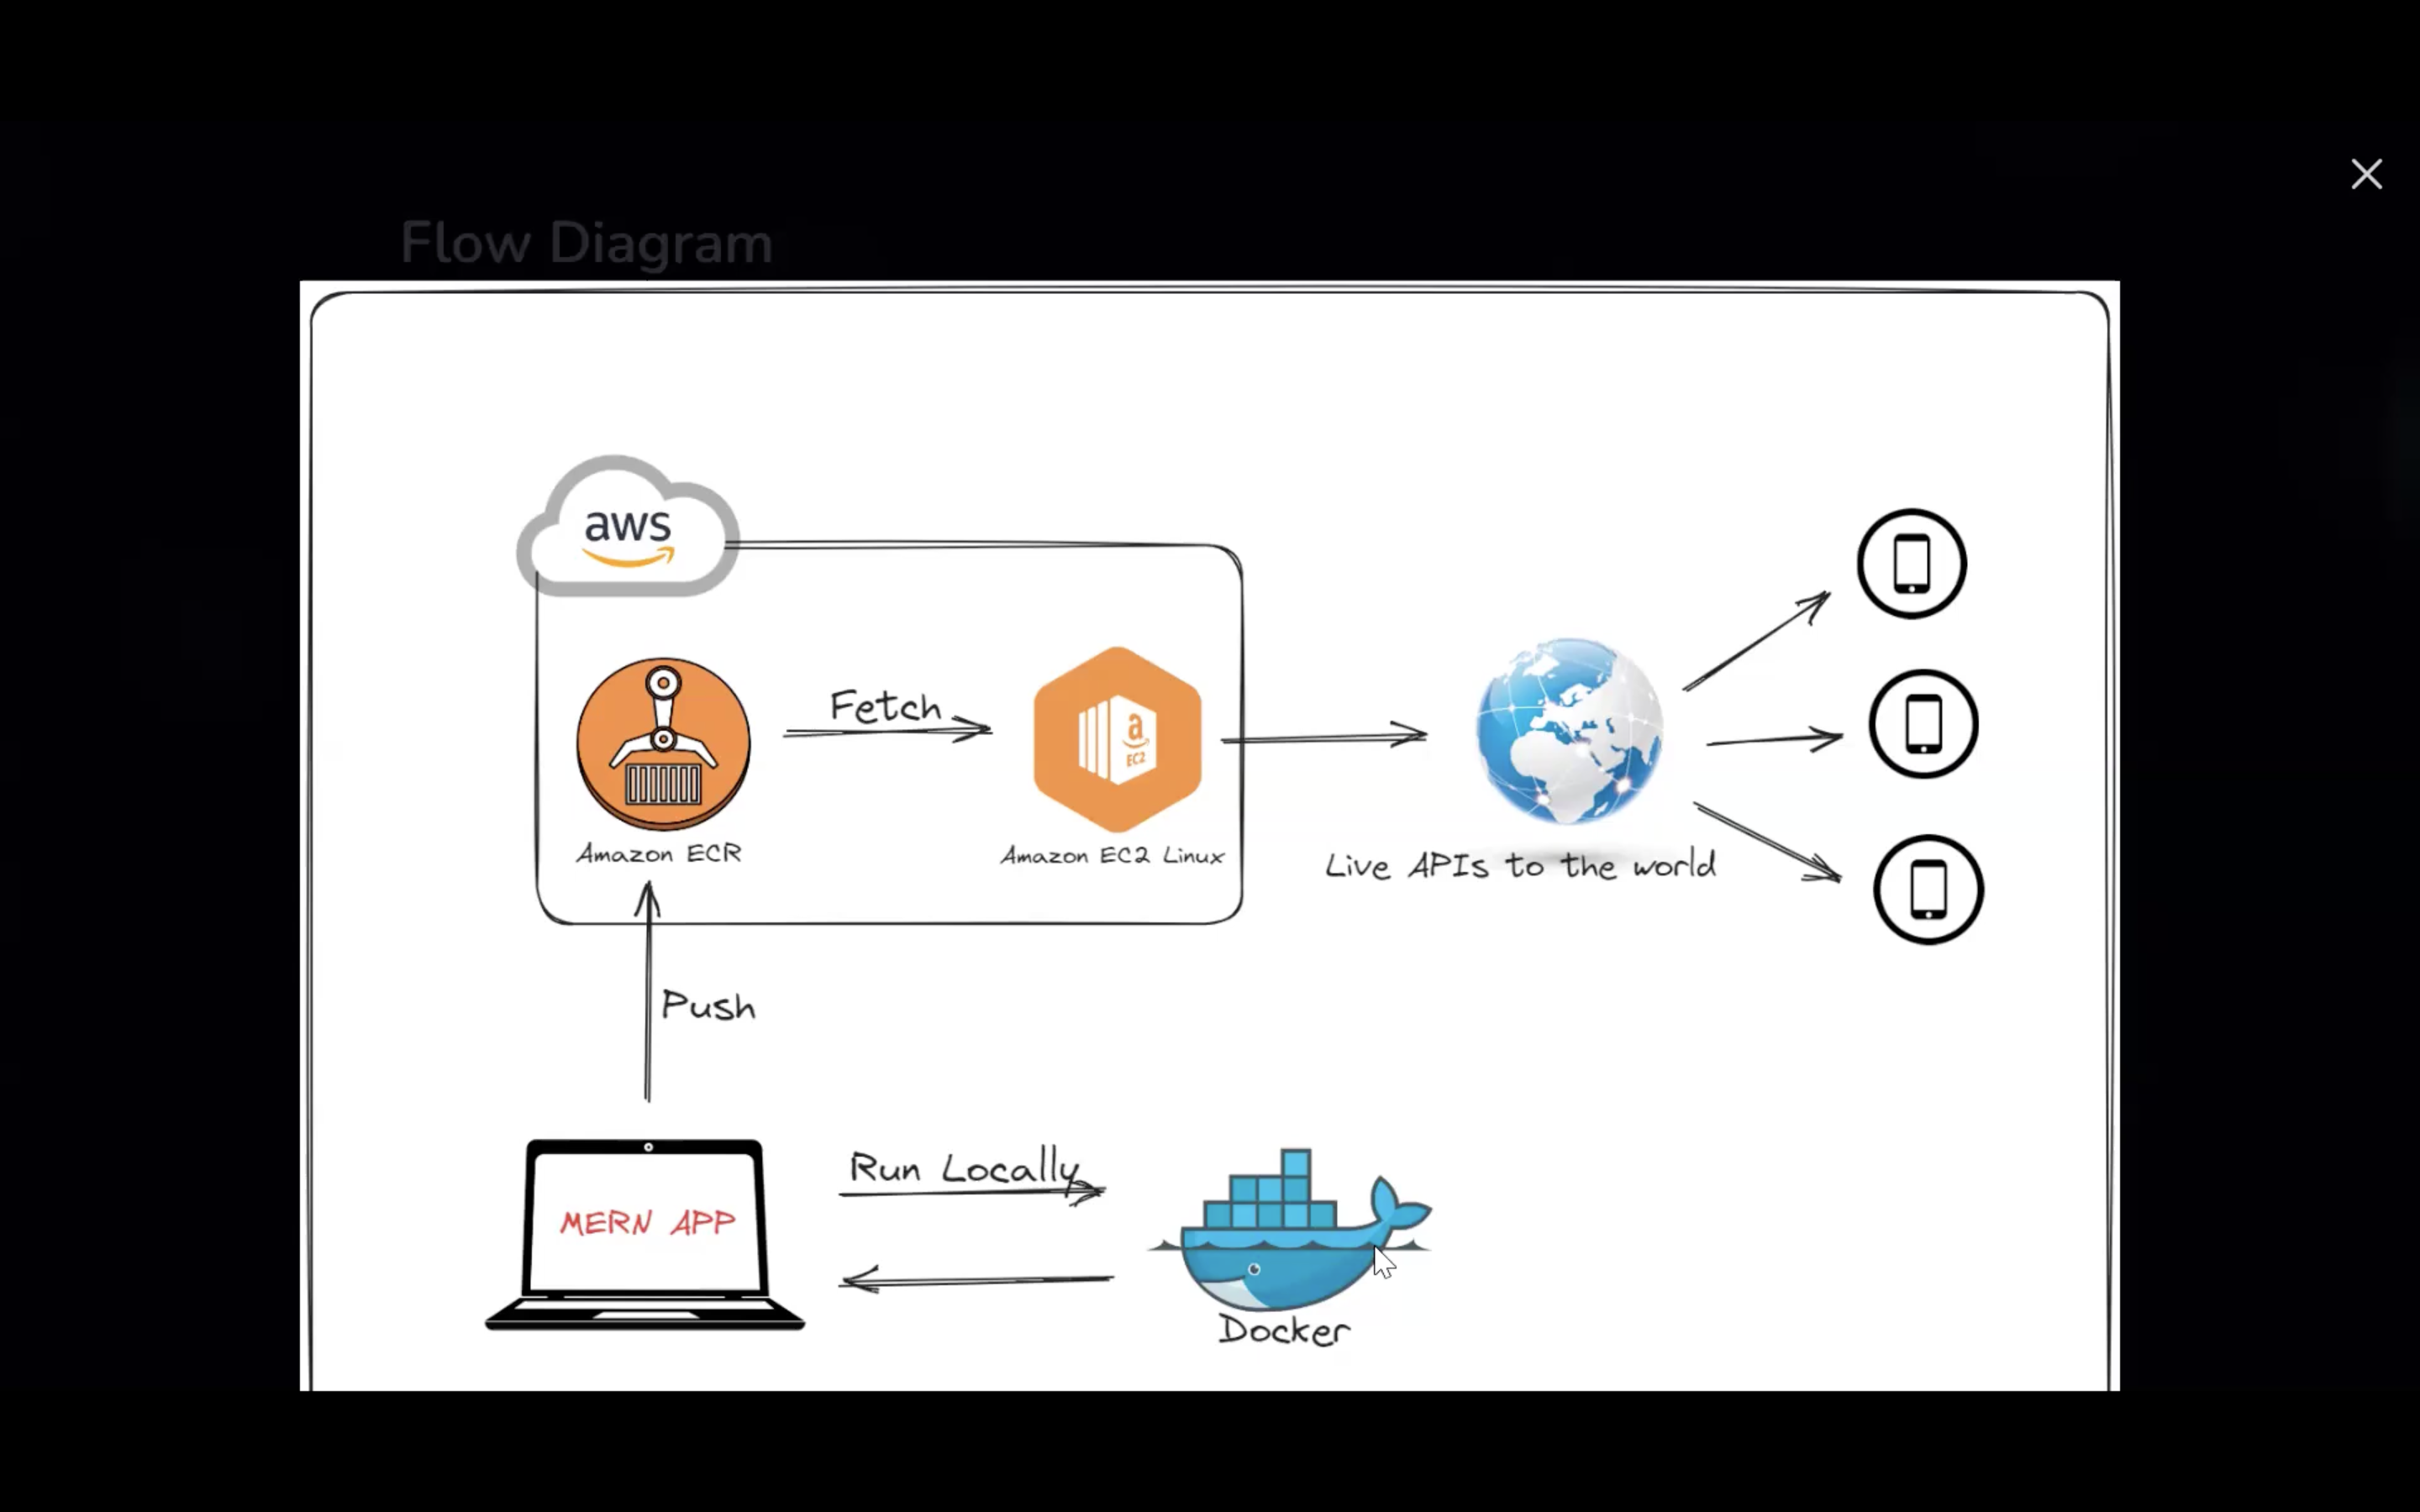 Flow Diagram
aws
Fetch
a
EC2
Amazon ECR
Amazon EC2 Linux
Live APIs to the world
Push
Run Locally
MERN APP
Docker